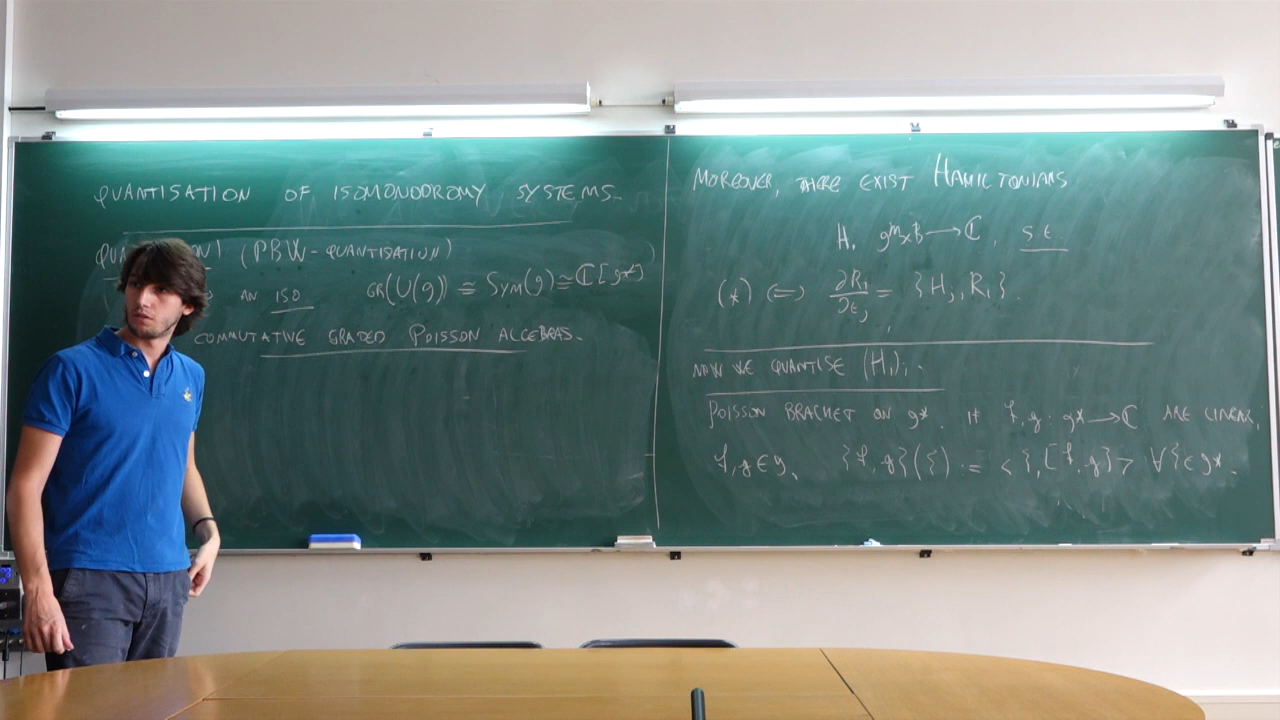 QUANTISATION OF ISOMONODROMY SYSTEMS.
(PBW-QUANTISATION)
AN ISO GR(U(g)) ≅ SYM(g) ≅ ℂ[g*]
COMMUTATIVE GRADED POISSON ALGEBRAS.
MOREOVER, THERE EXIST HAMILTONIANS
Hᵢ g^m×B → ℂ, s.t.
(*) ⟺ ∂Rᵢ/∂tⱼ = {Hⱼ, Rᵢ}.
NOW WE QUANTISE (Hᵢ)ᵢ.
POISSON BRACKET ON g*. IF f,g: g* → ℂ ARE LINEAR,
f,g ∈ g, {f,g}(ξ) := <ξ,[f,g]> ∀ξ∈g*.